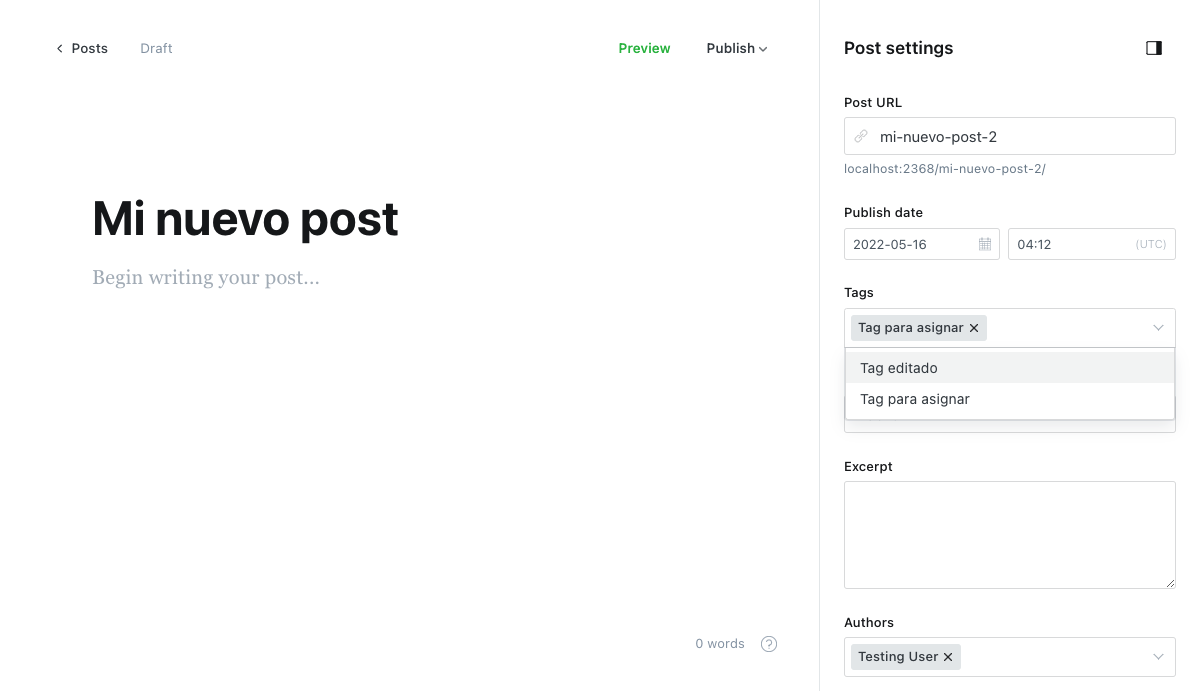 Posts
Draft
Preview
Publish
Mi nuevo post
Begin writing your post...
0 words
?
Post settings
Post URL
mi-nuevo-post-2
localhost:2368/mi-nuevo-post-2/
Publish date
2022-05-16
04:12
(UTC)
Tags
Tag para asignar ×
Tag editado
Tag para asignar
Excerpt
Authors
Testing User ×